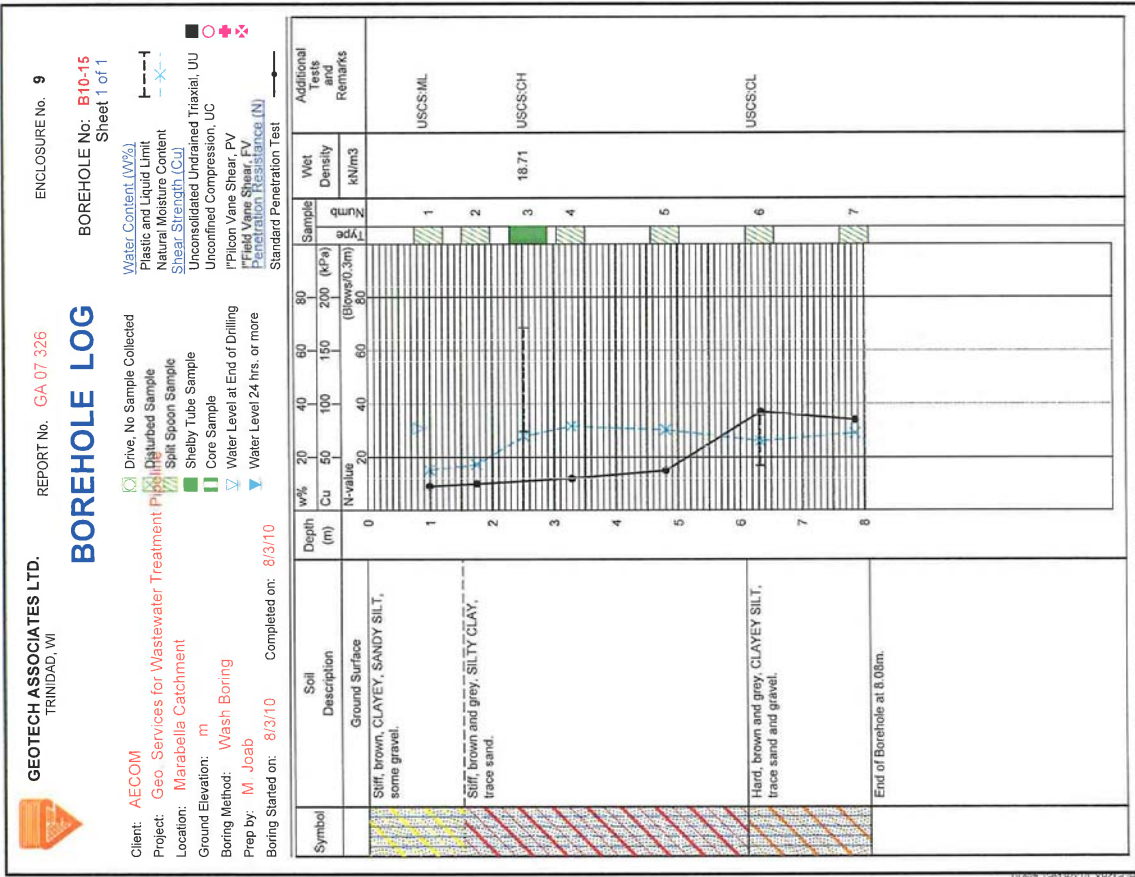 GEOTECH ASSOCIATES LTD.
TRINIDAD, WI
REPORT No. GA 07 326
ENCLOSURE No. 9
BOREHOLE LOG
BOREHOLE No: B10-15
Sheet 1 of 1
Client: AECOM
Project: Geo. Services for Wastewater Treatment Pipeline
Location: Marabella Catchment
Ground Elevation: m
Boring Method: Wash Boring
Prep by: M. Joab
Boring Started on: 8/3/10 Completed on: 8/3/10
Drive, No Sample Collected
Disturbed Sample
Split Spoon Sample
Shelby Tube Sample
Core Sample
Water Level at End of Drilling
Water Level 24 hrs. or more
Water Content (W%)
Plastic and Liquid Limit
Natural Moisture Content
Shear Strength (Cu)
Unconsolidated Undrained Triaxial, UU
Unconfined Compression, UC
!"Pilcon Vane Shear, PV
!"Field Vane Shear, FV
Penetration Resistance (N)
Standard Penetration Test
Symbol
Soil Description
Depth (m)
w% 20 40 60 80
Cu 50 100 150 200 (kPa)
N-value (Blows/0.3m)
20 40 60 80
Sample
Type
Numb
Wet Density
kN/m3
Additional Tests and Remarks
Ground Surface
0
Stiff, brown, CLAYEY, SANDY SILT,
some gravel.
1
1
USCS:ML
Stiff, brown and grey, SILTY CLAY,
trace sand.
2
2
3
18.71
USCS:CH
3
4
4
5
5
6
Hard, brown and grey, CLAYEY SILT,
trace sand and gravel.
6
USCS:CL
7
7
8
End of Borehole at 8.08m.